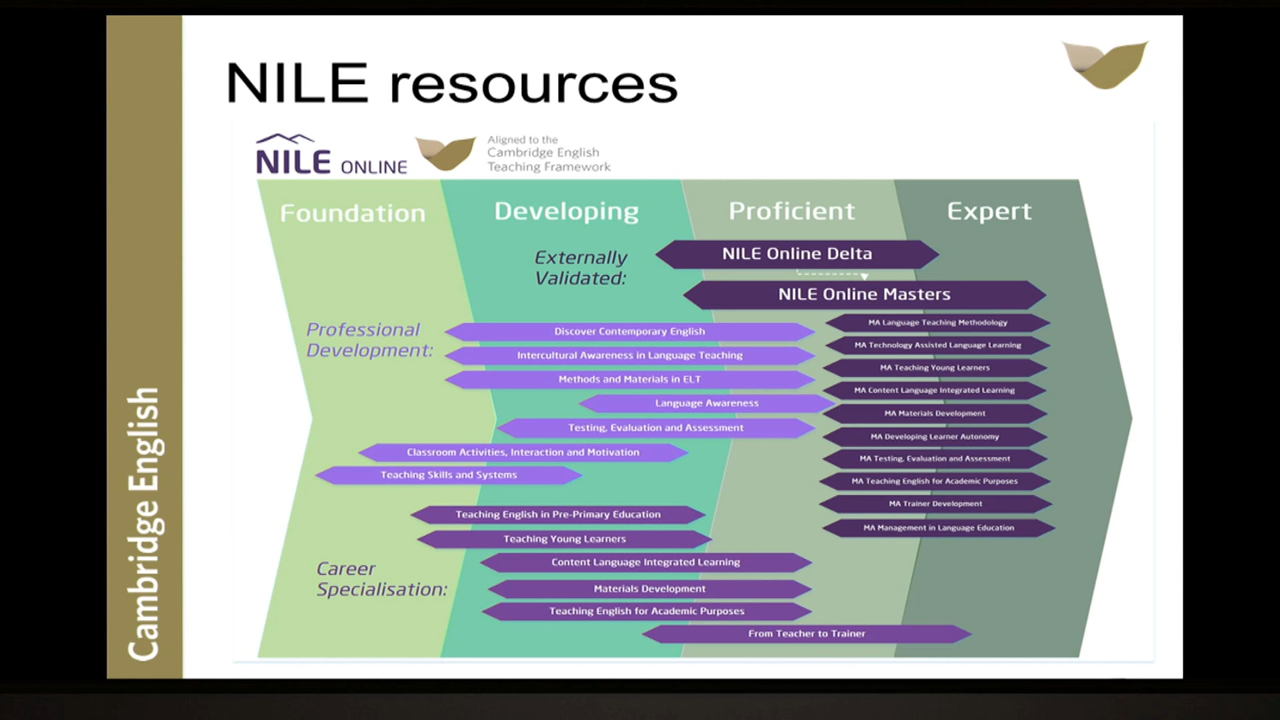 NILE resources
NILE ONLINE
Aligned to the
Cambridge English
Teaching Framework
Foundation
Developing
Proficient
Expert
Externally
Validated:
NILE Online Delta
NILE Online Masters
Professional
Development:
Discover Contemporary English
Intercultural Awareness in Language Teaching
Methods and Materials in ELT
Language Awareness
Testing, Evaluation and Assessment
Classroom Activities, Interaction and Motivation
Teaching Skills and Systems
MA Language Teaching Methodology
MA Technology Assisted Language Learning
MA Teaching Young Learners
MA Content Language Integrated Learning
MA Materials Development
MA Developing Learner Autonomy
MA Testing, Evaluation and Assessment
MA Teaching English for Academic Purposes
MA Trainer Development
MA Management in Language Education
Career
Specialisation:
Teaching English in Pre-Primary Education
Teaching Young Learners
Content Language Integrated Learning
Materials Development
Teaching English for Academic Purposes
From Teacher to Trainer
Cambridge English